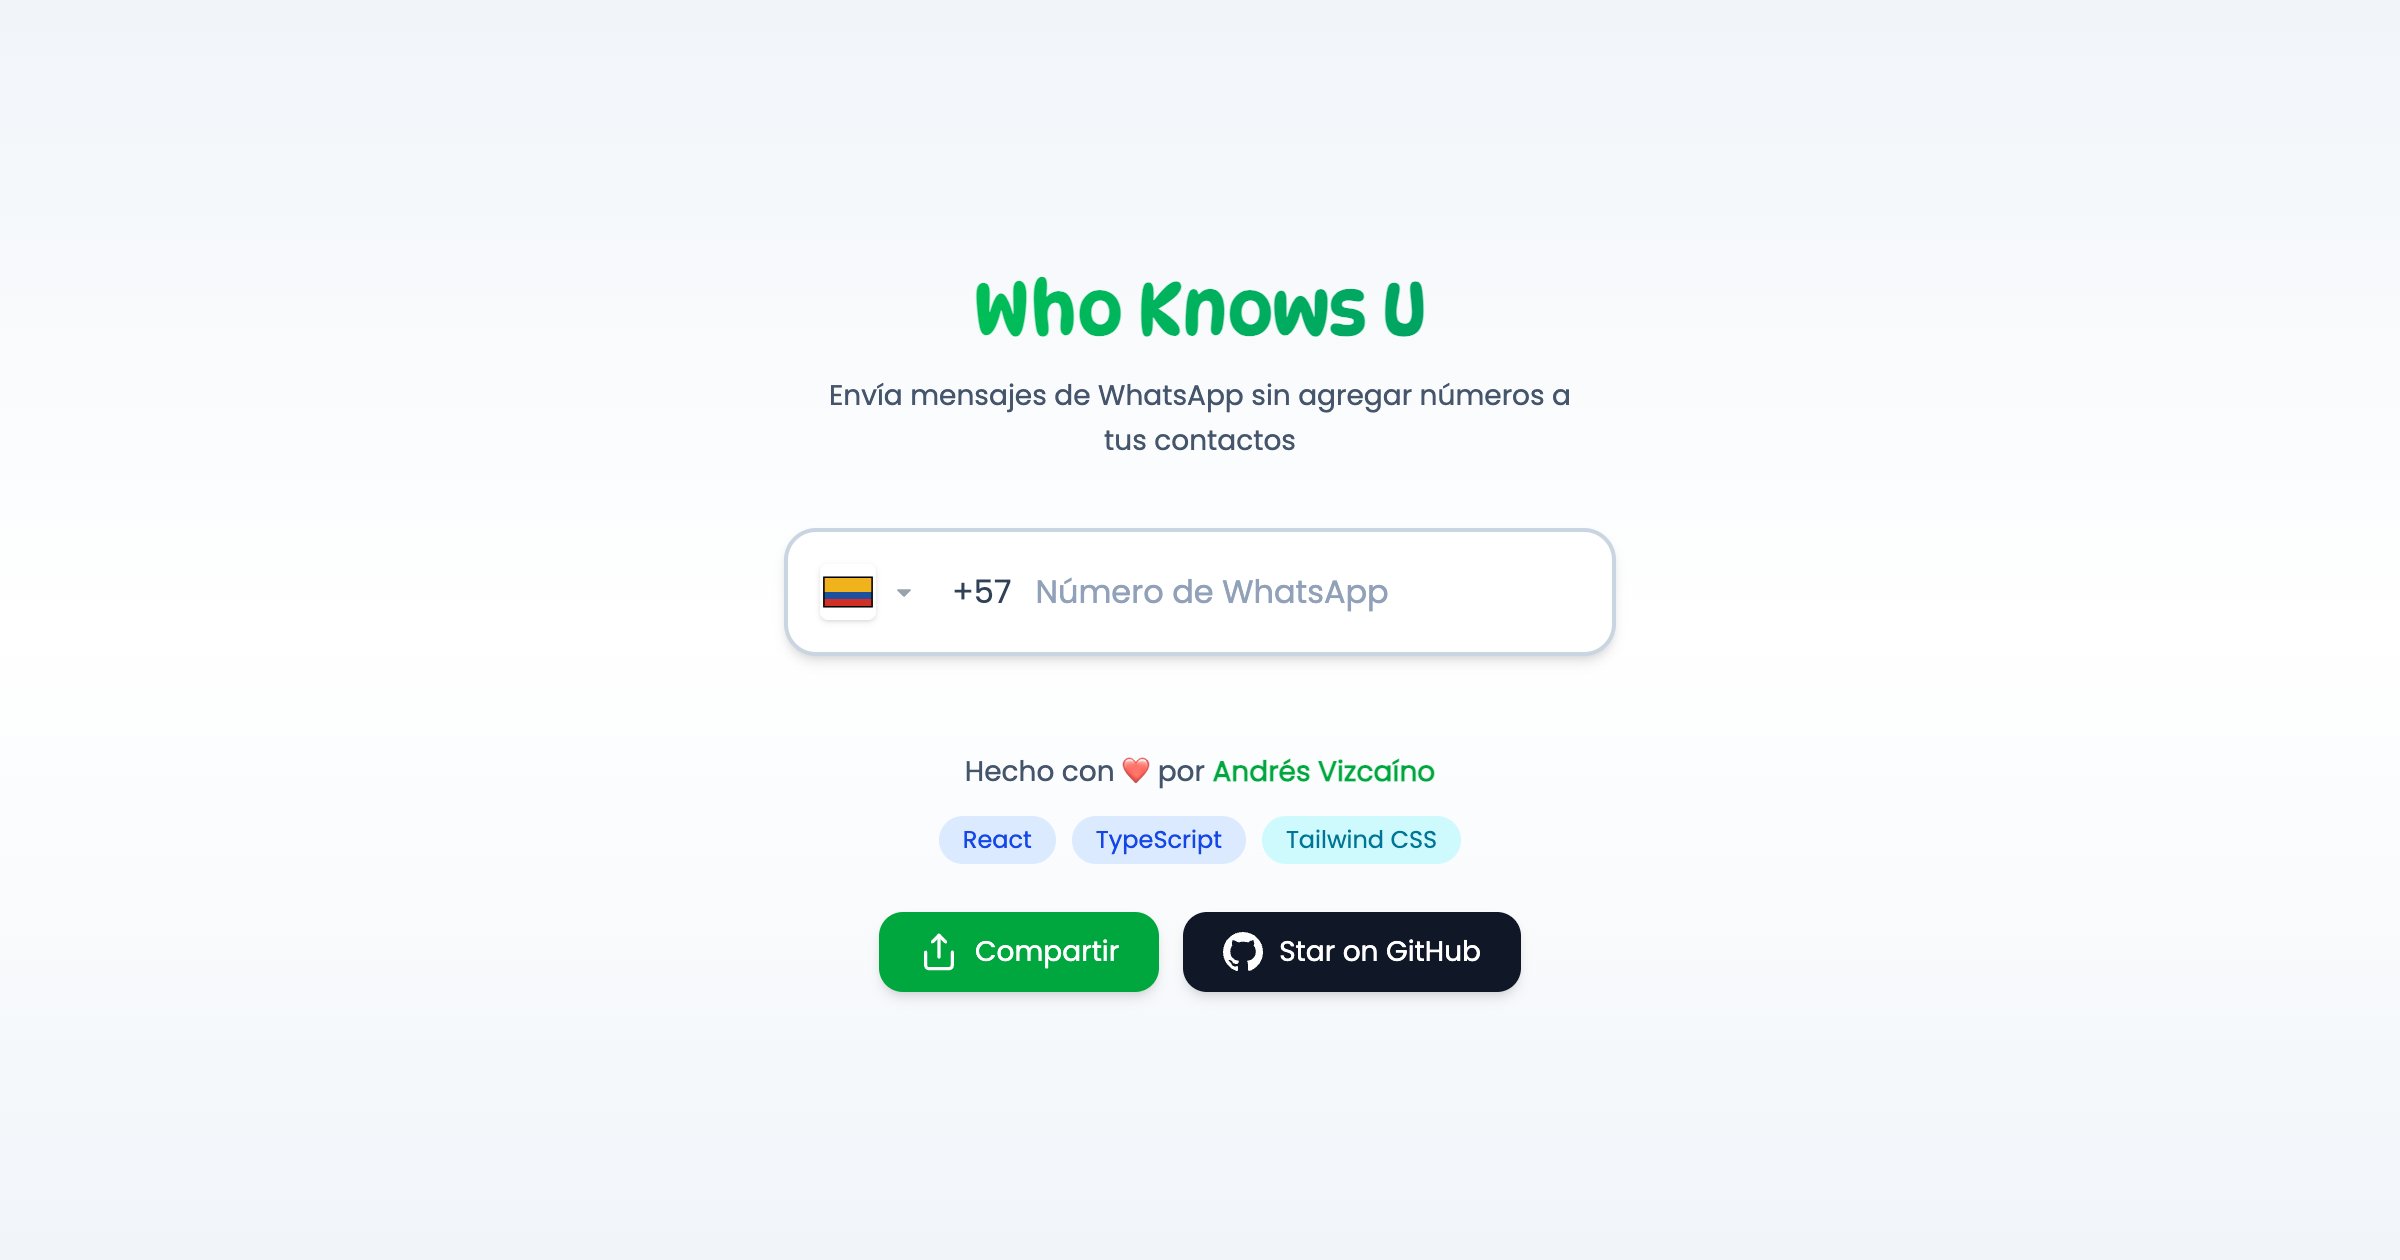 Who Knows U
Envía mensajes de WhatsApp sin agregar números a
tus contactos
+57 Número de WhatsApp
Hecho con ❤️ por Andrés Vizcaíno
React TypeScript Tailwind CSS
Compartir Star on GitHub